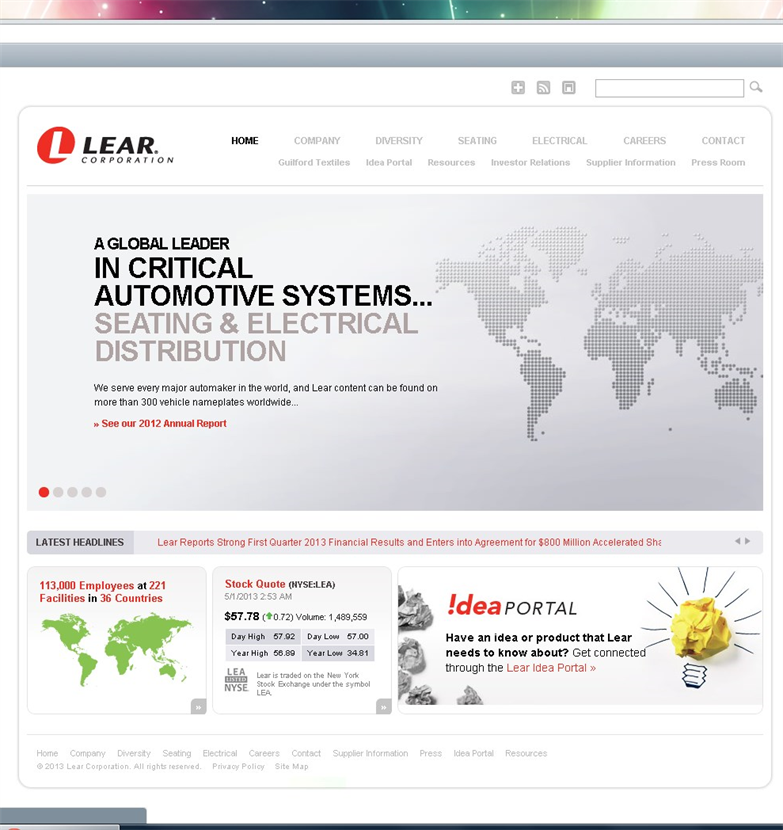 LEAR.
CORPORATION
HOME COMPANY DIVERSITY SEATING ELECTRICAL CAREERS CONTACT
Guilford Textiles Idea Portal Resources Investor Relations Supplier Information Press Room
A GLOBAL LEADER
IN CRITICAL
AUTOMOTIVE SYSTEMS...
SEATING & ELECTRICAL
DISTRIBUTION
We serve every major automaker in the world, and Lear content can be found on
more than 300 vehicle nameplates worldwide...
» See our 2012 Annual Report
LATEST HEADLINES Lear Reports Strong First Quarter 2013 Financial Results and Enters into Agreement for $800 Million Accelerated Sha
113,000 Employees at 221
Facilities in 36 Countries
»
Stock Quote (NYSE:LEA)
5/1/2013 2:53 AM
$57.78 (0.72) Volume: 1,489,559
Day High 57.92 Day Low 57.00
Year High 56.89 Year Low 34.81
LEA
LISTED
NYSE
Lear is traded on the New York
Stock Exchange under the symbol
LEA.
»
!dea PORTAL
Have an idea or product that Lear
needs to know about? Get connected
through the Lear Idea Portal »
Home Company Diversity Seating Electrical Careers Contact Supplier Information Press Idea Portal Resources
© 2013 Lear Corporation. All rights reserved. Privacy Policy Site Map